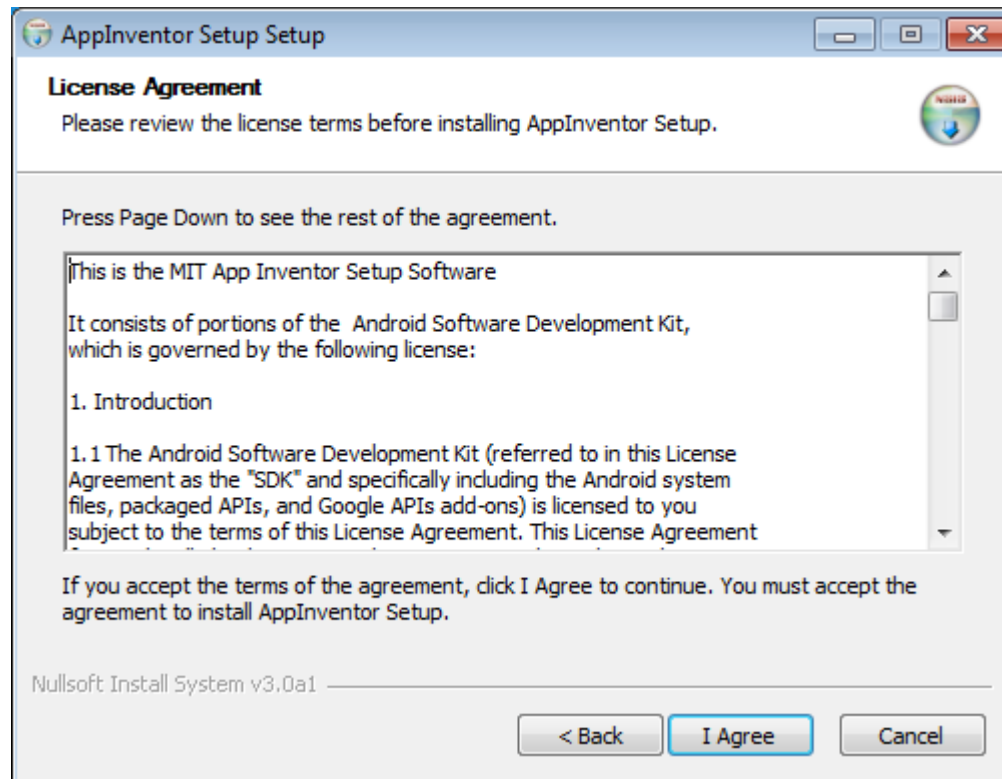 AppInventor Setup Setup
License Agreement
Please review the license terms before installing AppInventor Setup.
Press Page Down to see the rest of the agreement.
This is the MIT App Inventor Setup Software
It consists of portions of the  Android Software Development Kit,
which is governed by the following license:
1. Introduction
1.1 The Android Software Development Kit (referred to in this License
Agreement as the "SDK" and specifically including the Android system
files, packaged APIs, and Google APIs add-ons) is licensed to you
subject to the terms of this License Agreement. This License Agreement
If you accept the terms of the agreement, click I Agree to continue. You must accept the
agreement to install AppInventor Setup.
Nullsoft Install System v3.0a1
< Back
I Agree
Cancel